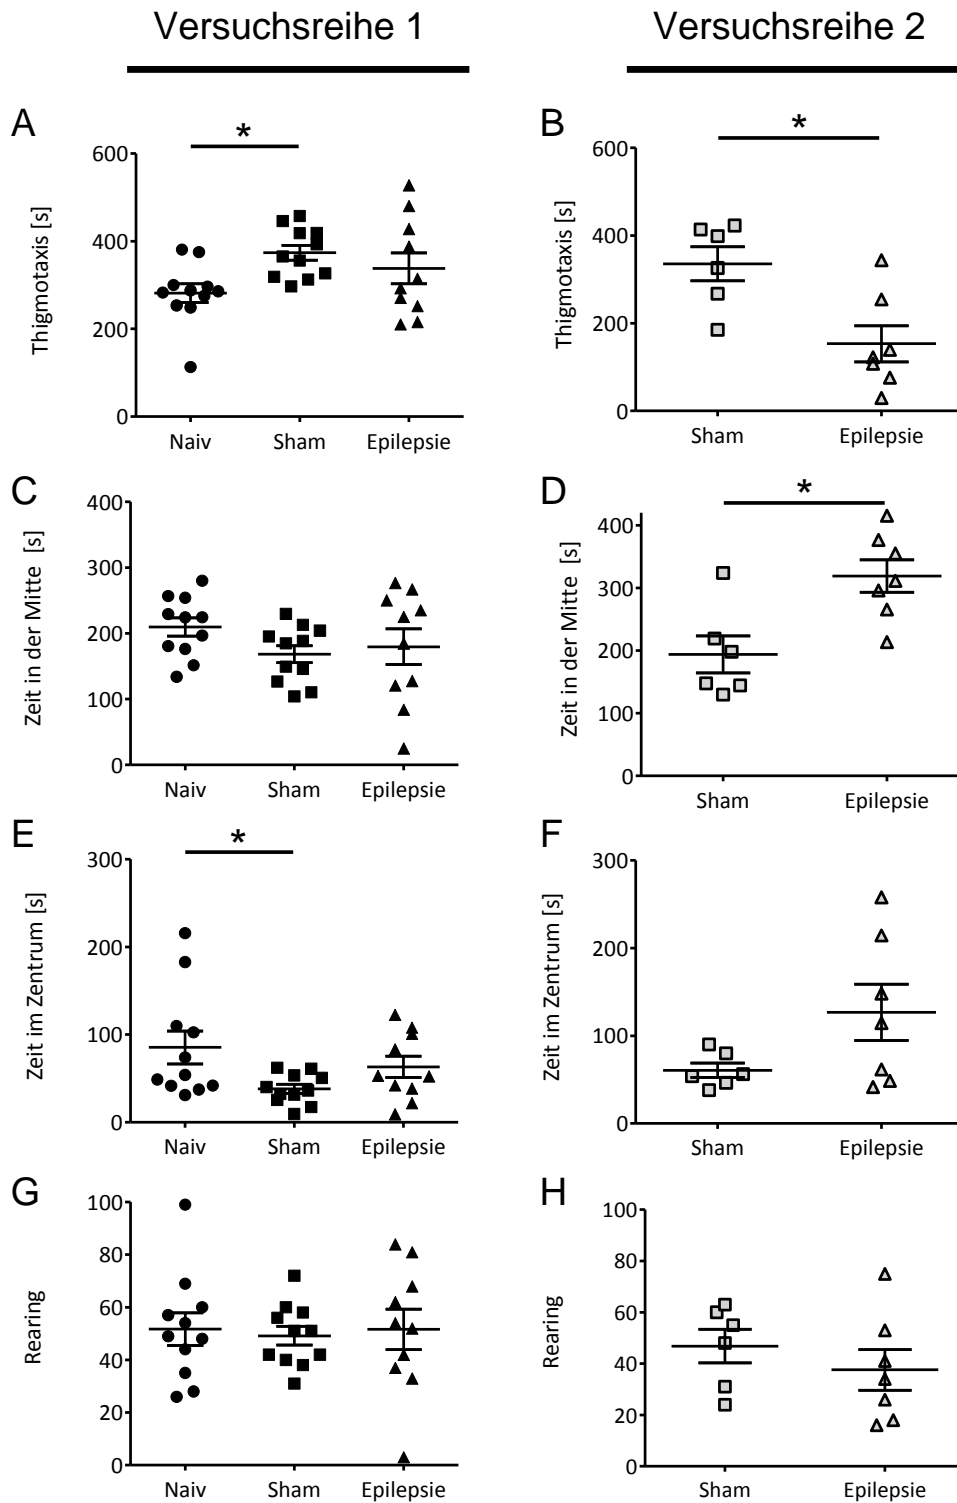 Versuchsreihe 1
Versuchsreihe 2
A
*
600
400
200
0
Thigmotaxis [s]
Naiv Sham Epilepsie
B
*
600
400
200
0
Thigmotaxis [s]
Sham Epilepsie
C
400
300
200
100
0
Zeit in der Mitte [s]
Naiv Sham Epilepsie
D
*
400
300
200
100
0
Zeit in der Mitte [s]
Sham Epilepsie
E
*
300
200
100
0
Zeit im Zentrum [s]
Naiv Sham Epilepsie
F
300
200
100
0
Zeit im Zentrum [s]
Sham Epilepsie
G
100
80
60
40
20
0
Rearing
Naiv Sham Epilepsie
H
100
80
60
40
20
0
Rearing
Sham Epilepsie